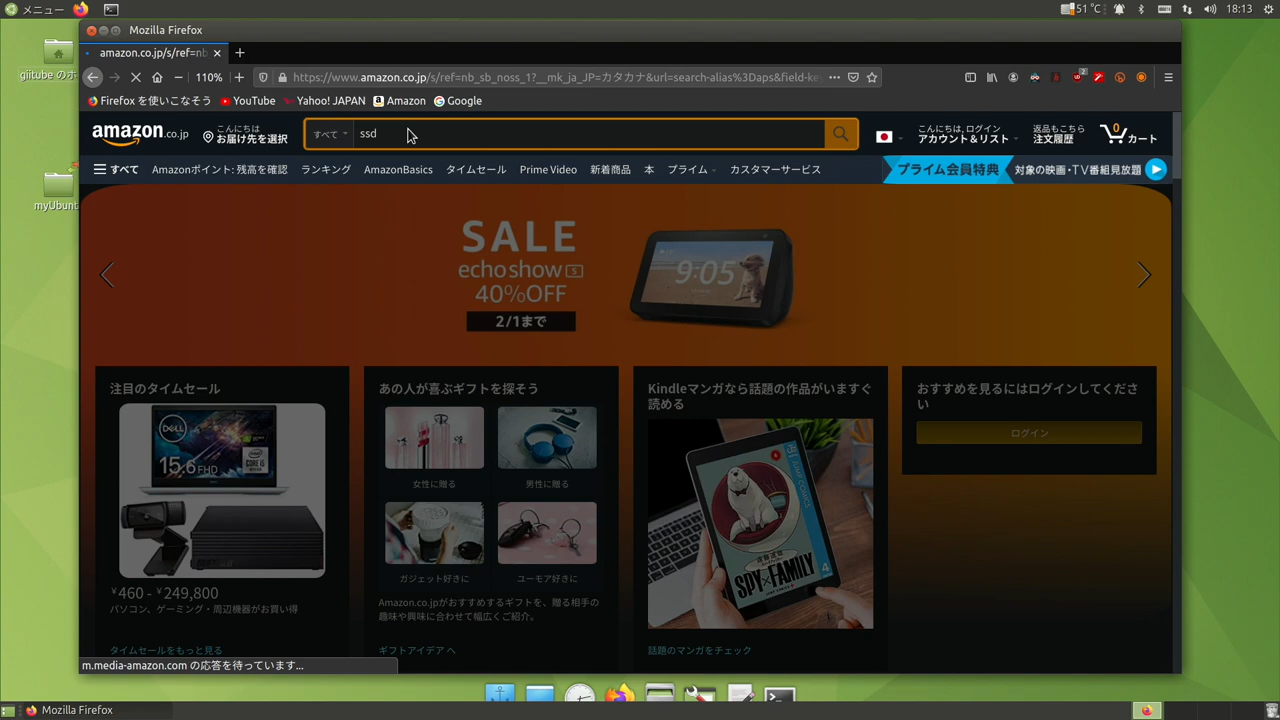 メニュー
51°C
18:13
Mozilla Firefox
amazon.co.jp/s/ref=nb
110%
https://www.amazon.co.jp/s/ref=nb_sb_noss_1?__mk_ja_JP=カタカナ&url=search-alias%3Daps&field-ke
2
Firefox を使いこなそう
YouTube
Yahoo! JAPAN
Amazon
Google
giitube のホ
amazon.co.jp
こんにちは
お届け先を選択
すべて
ssd
こんにちは, ログイン
アカウント&リスト
返品もこちら
注文履歴
0
カート
すべて
Amazonポイント: 残高を確認
ランキング
AmazonBasics
タイムセール
Prime Video
新着商品
本
プライム
カスタマーサービス
プライム会員特典
対象の映画・TV番組見放題
myUbunt
SALE
echo show 5
40%OFF
2/1まで
9:05
注目のタイムセール
DELL
15.6FHD
¥460 - ¥249,800
パソコン、ゲーミング・周辺機器がお買い得
タイムセールをもっと見る
あの人が喜ぶギフトを探そう
女性に贈る
男性に贈る
ガジェット好きに
ユーモア好きに
Amazon.co.jpがおすすめするギフトを、贈る相手の
趣味や興味に合わせて幅広くご紹介。
ギフトアイデア へ
Kindleマンガなら話題の作品がいますぐ
読める
JUMP COMICS
SPY×FAMILY
4
話題のマンガをチェック
おすすめを見るにはログインしてくださ
い
ログイン
m.media-amazon.com の応答を待っています...
Mozilla Firefox